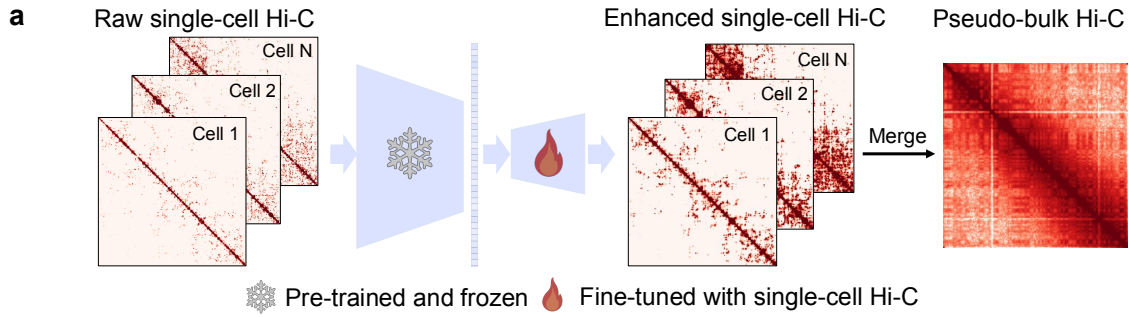 a
Raw single-cell Hi-C
Enhanced single-cell Hi-C
Pseudo-bulk Hi-C
Cell N
Cell 2
Cell 1
Cell N
Cell 2
Cell 1
Merge
Pre-trained and frozen
Fine-tuned with single-cell Hi-C